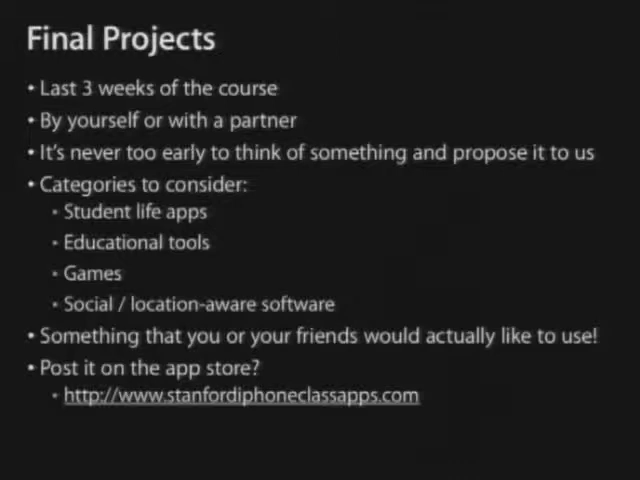 Final Projects
• Last 3 weeks of the course
• By yourself or with a partner
• It's never too early to think of something and propose it to us
• Categories to consider:
• Student life apps
• Educational tools
• Games
• Social / location-aware software
• Something that you or your friends would actually like to use!
• Post it on the app store?
• http://www.stanfordiphoneclassapps.com